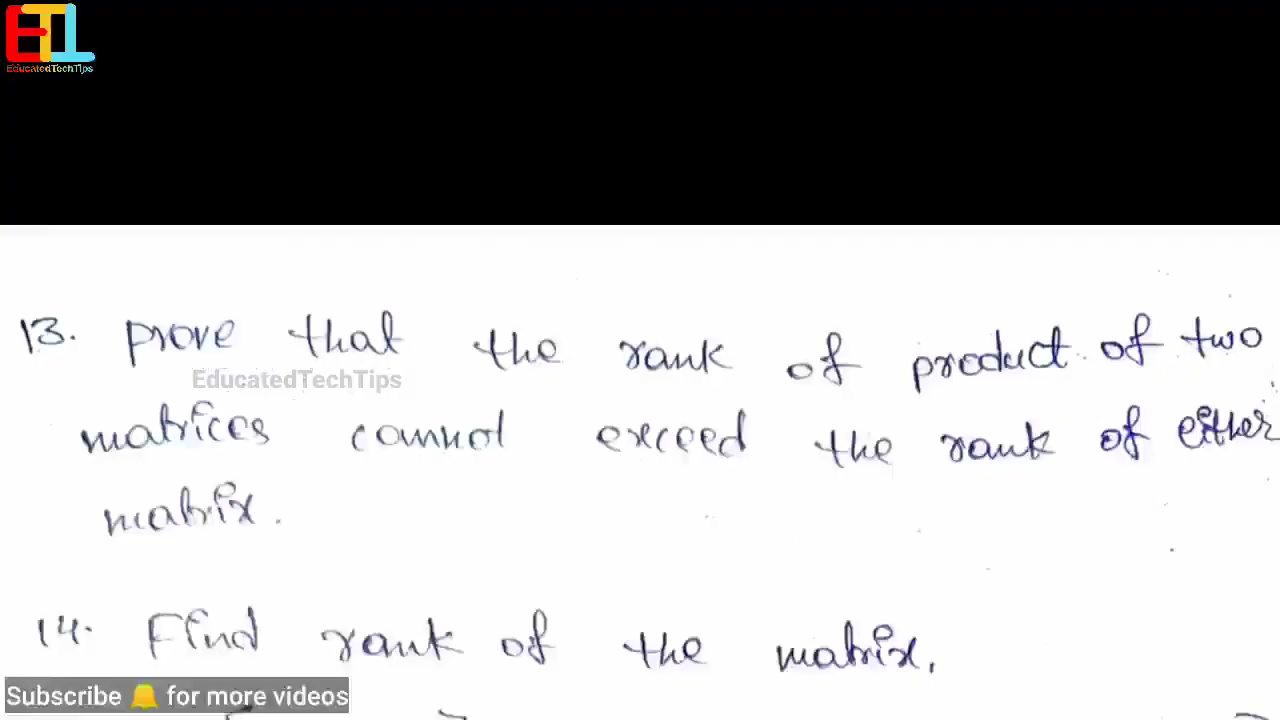 ETT
EducatedTechTips
13. prove that the rank of product of two
EducatedTechTips
matrices cannot exceed the rank of either
matrix.
14. Find rank of the matrix.
Subscribe 🔔 for more videos